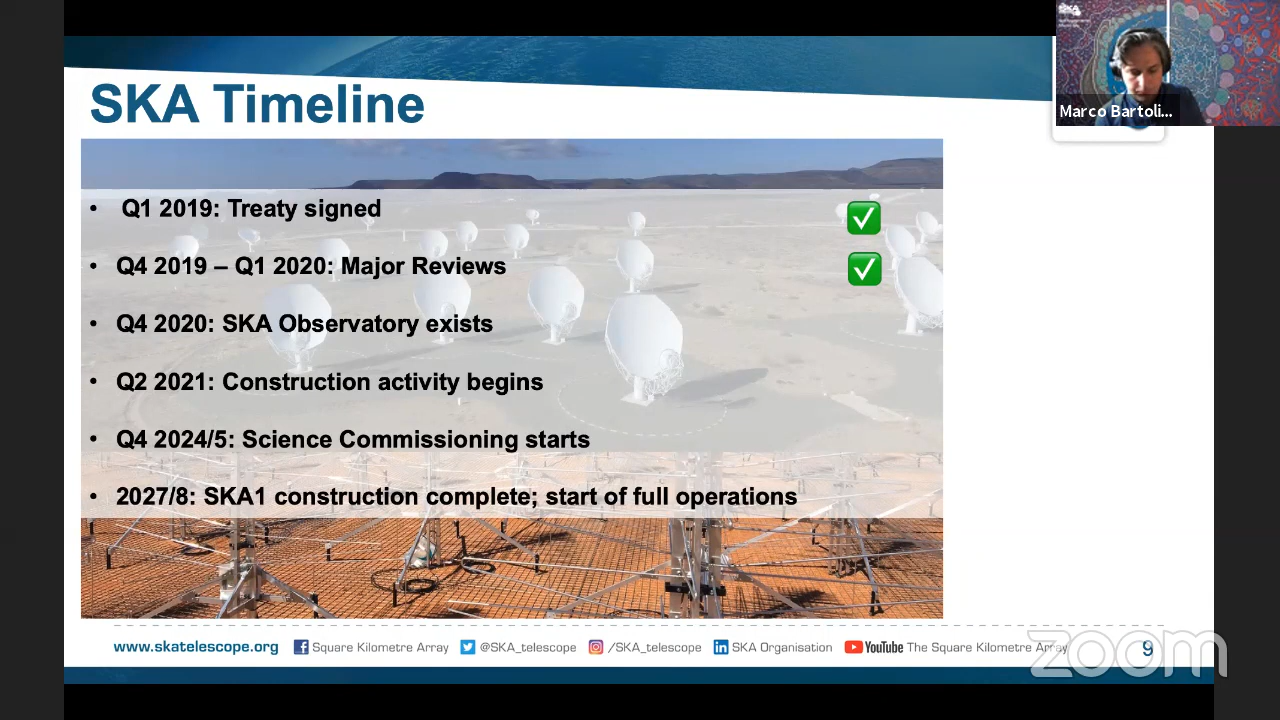 SKA Timeline
Marco Bartoli...
• Q1 2019: Treaty signed
• Q4 2019 – Q1 2020: Major Reviews
• Q4 2020: SKA Observatory exists
• Q2 2021: Construction activity begins
• Q4 2024/5: Science Commissioning starts
• 2027/8: SKA1 construction complete; start of full operations
www.skatelescope.org Square Kilometre Array @SKA_telescope /SKA_telescope SKA Organisation YouTube The Square Kilometre Array 9
zoom